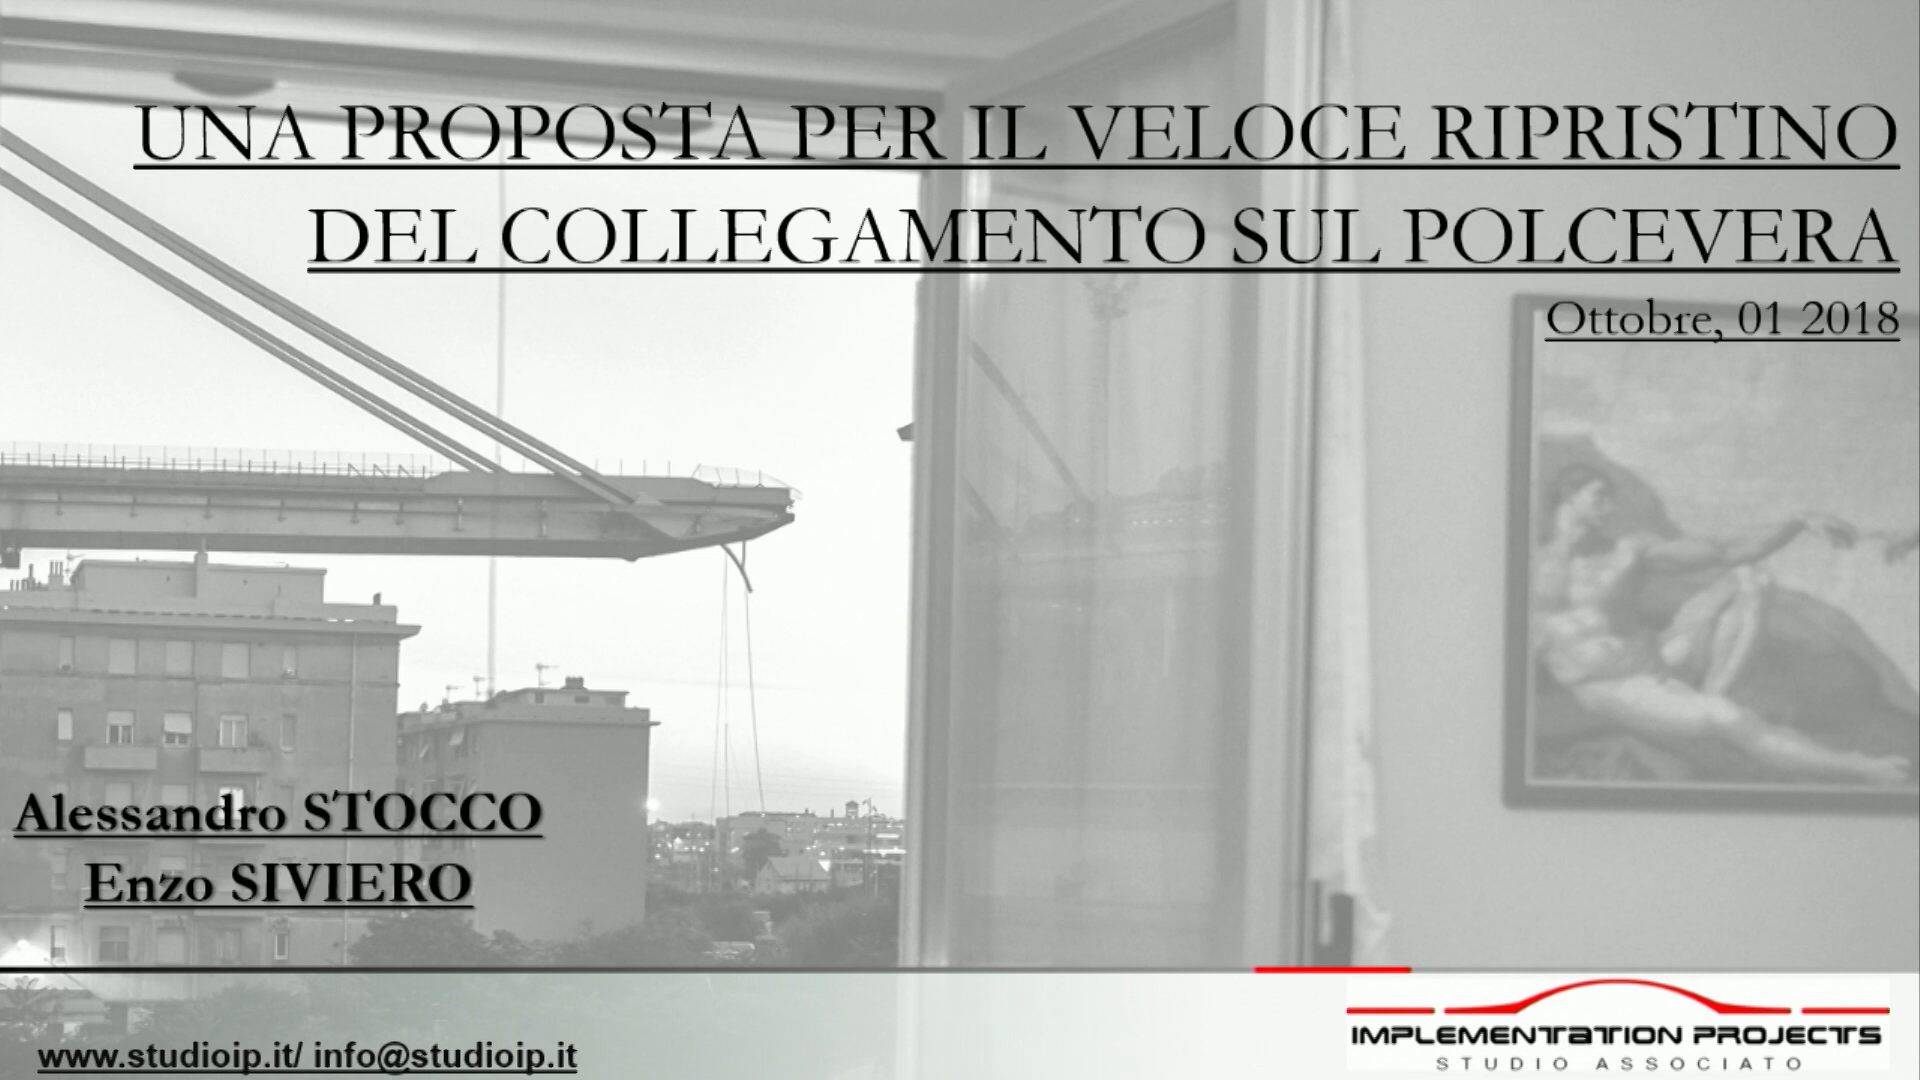 UNA PROPOSTA PER IL VELOCE RIPRISTINO
DEL COLLEGAMENTO SUL POLCEVERA
Ottobre, 01 2018
Alessandro STOCCO
Enzo SIVIERO
www.studioip.it/ info@studioip.it
IMPLEMENTaTION PROJECTS
STUDIO ASSOCIATO